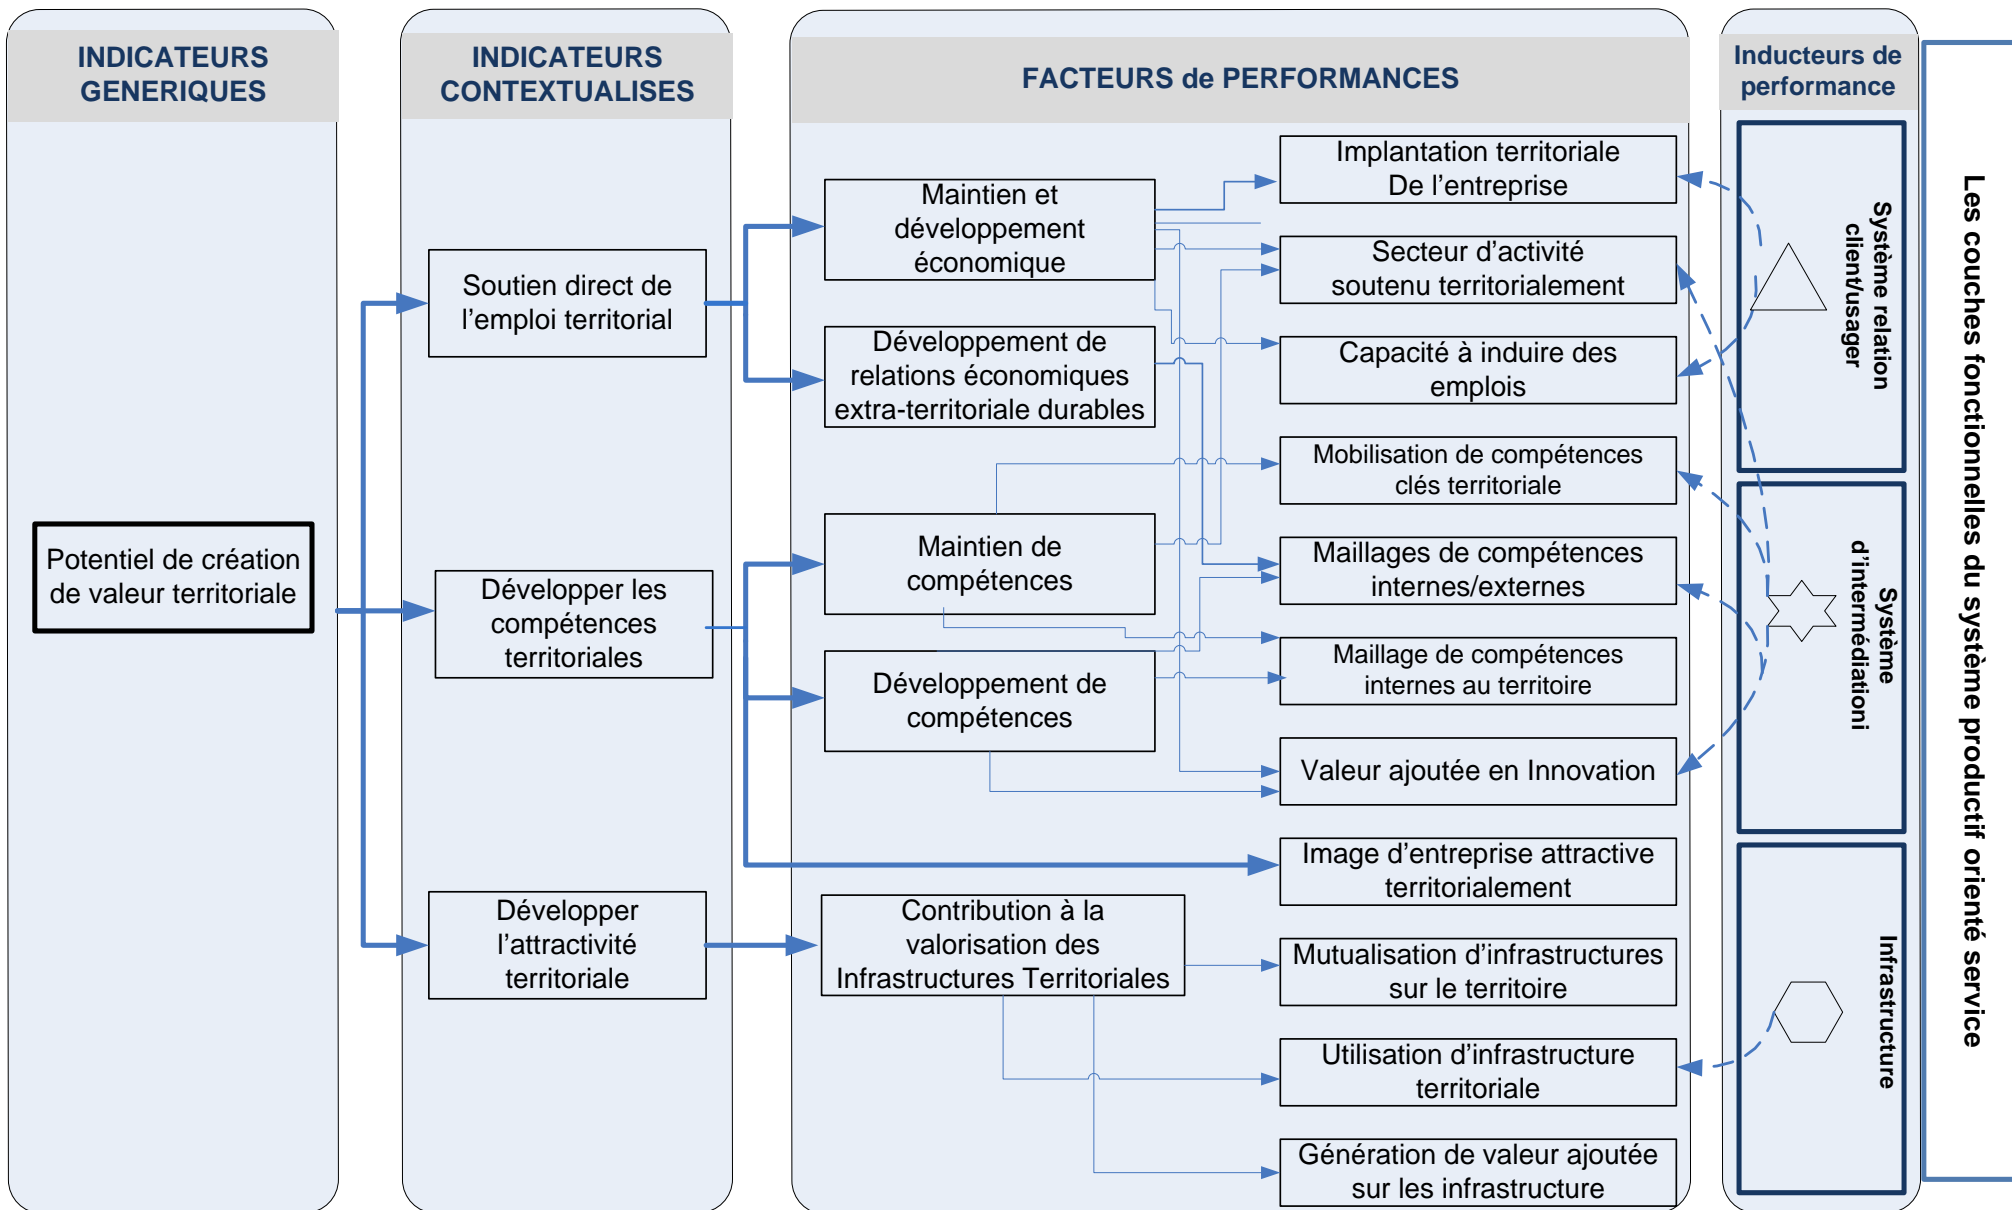 INDICATEURS
GENERIQUES
Potentiel de création
de valeur territoriale
INDICATEURS
CONTEXTUALISES
Soutien direct de
l’emploi territorial
Développer les
compétences
territoriales
Développer
l’attractivité
territoriale
FACTEURS de PERFORMANCES
Maintien et
développement
économique
Développement de
relations économiques
extra-territoriale durables
Maintien de
compétences
Développement de
compétences
Contribution à la
valorisation des
Infrastructures Territoriales
Implantation territoriale
De l’entreprise
Secteur d’activité
soutenu territorialement
Capacité à induire des
emplois
Mobilisation de compétences
clés territoriale
Maillages de compétences
internes/externes
Maillage de compétences
internes au territoire
Valeur ajoutée en Innovation
Image d’entreprise attractive
territorialement
Mutualisation d’infrastructures
sur le territoire
Utilisation d’infrastructure
territoriale
Génération de valeur ajoutée
sur les infrastructure
Inducteurs de
performance
Système relation
client/usager
Système
d’intermédiationi
Infrastructure
Les couches fonctionnelles du système productif orienté service